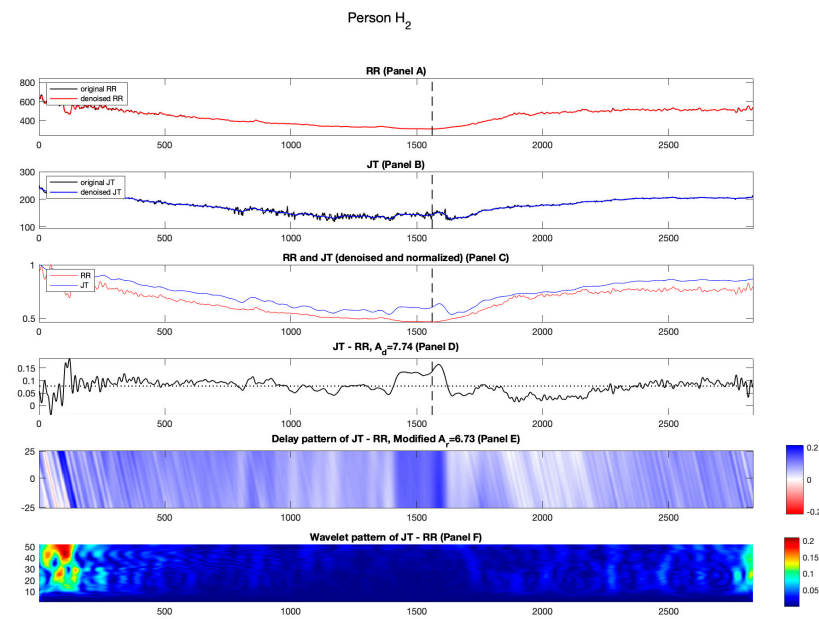 Person H2
RR (Panel A)
800
600
400
original RR
denoised RR
0 500 1000 1500 2000 2500
JT (Panel B)
300
200
100
original JT
denoised JT
0 500 1000 1500 2000 2500
RR and JT (denoised and normalized) (Panel C)
1
0.5
RR
JT
0 500 1000 1500 2000 2500
JT - RR, Ad=7.74 (Panel D)
0.15
0.1
0.05
0
0 500 1000 1500 2000 2500
Delay pattern of JT - RR, Modified Ar=6.73 (Panel E)
25
0
-25
500 1000 1500 2000 2500
0.2
0
-0.2
Wavelet pattern of JT - RR (Panel F)
50
40
30
20
10
500 1000 1500 2000 2500
0.2
0.15
0.1
0.05